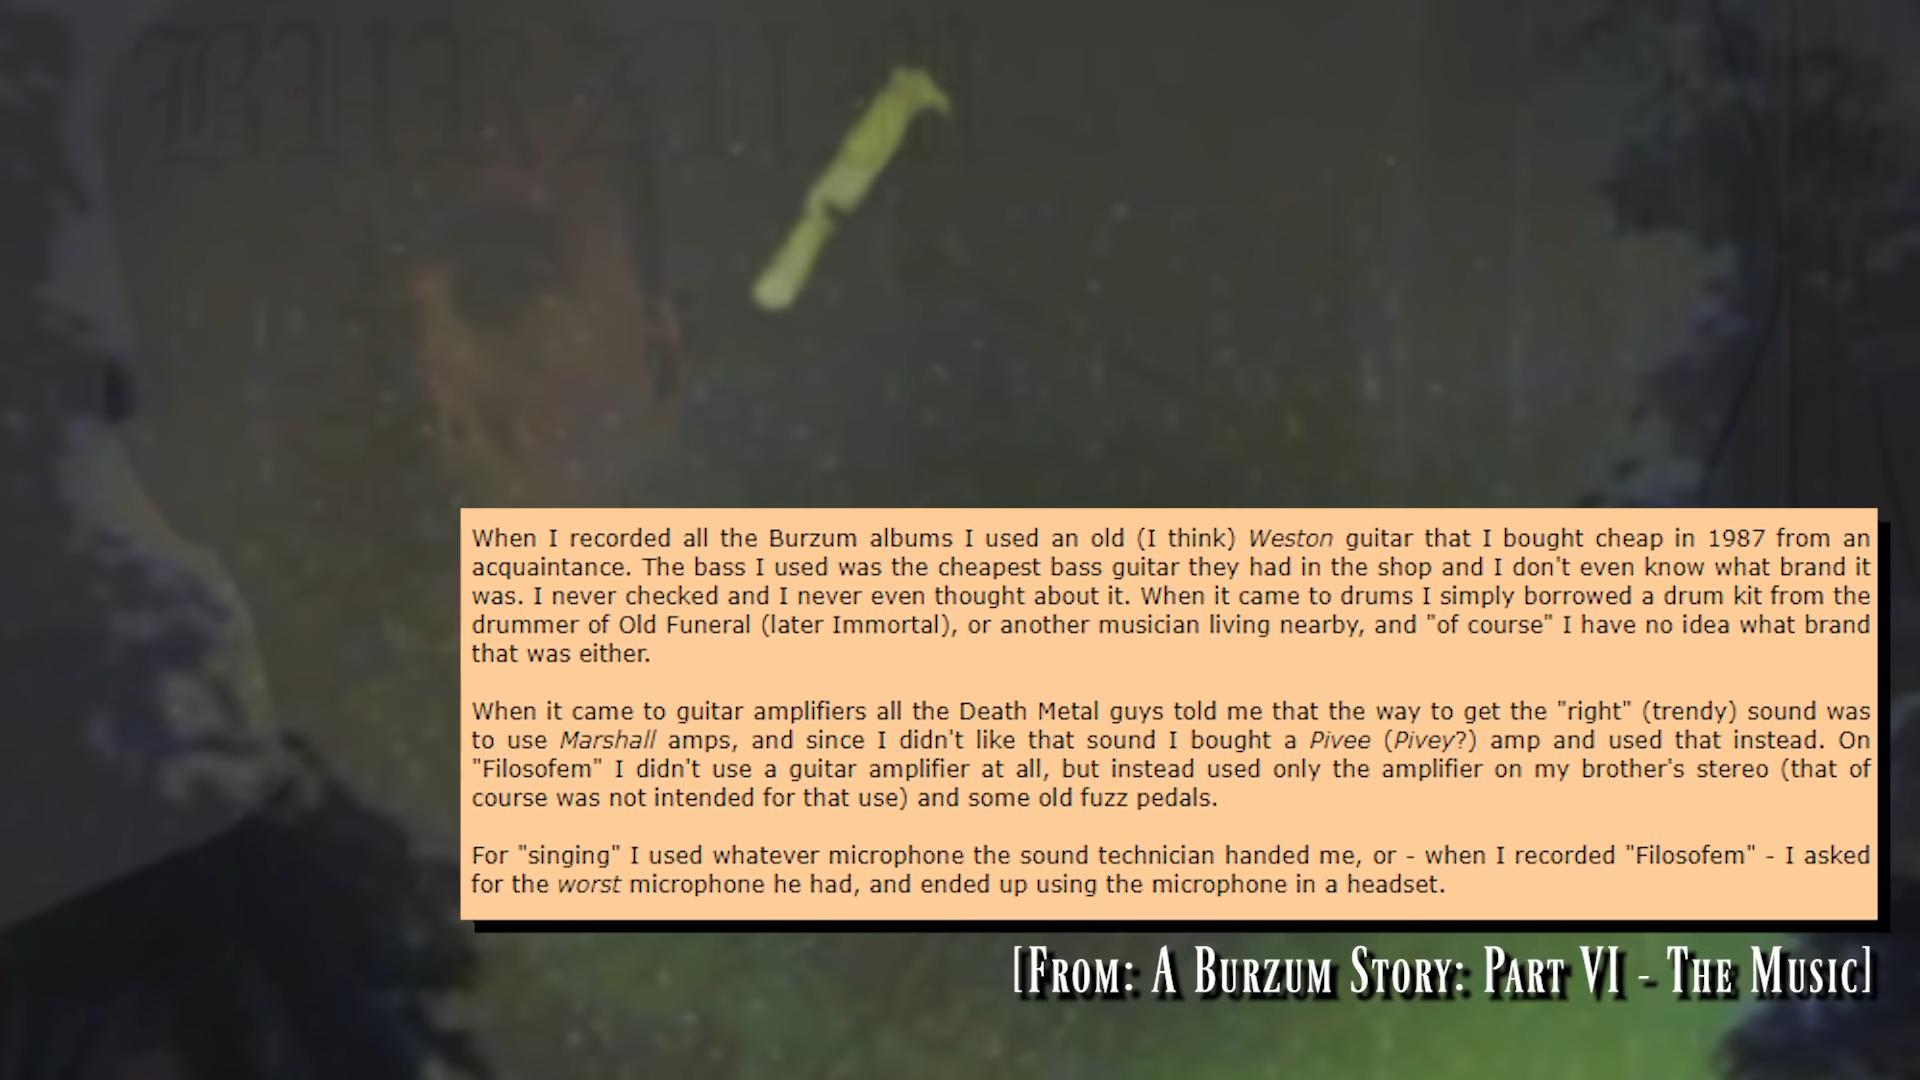 BURZUM
When I recorded all the Burzum albums I used an old (I think) Weston guitar that I bought cheap in 1987 from an
acquaintance. The bass I used was the cheapest bass guitar they had in the shop and I don't even know what brand it
was. I never checked and I never even thought about it. When it came to drums I simply borrowed a drum kit from the
drummer of Old Funeral (later Immortal), or another musician living nearby, and "of course" I have no idea what brand
that was either.
When it came to guitar amplifiers all the Death Metal guys told me that the way to get the "right" (trendy) sound was
to use Marshall amps, and since I didn't like that sound I bought a Pivee (Pivey?) amp and used that instead. On
"Filosofem" I didn't use a guitar amplifier at all, but instead used only the amplifier on my brother's stereo (that of
course was not intended for that use) and some old fuzz pedals.
For "singing" I used whatever microphone the sound technician handed me, or - when I recorded "Filosofem" - I asked
for the worst microphone he had, and ended up using the microphone in a headset.
[From: A Burzum Story: Part VI - The Music]